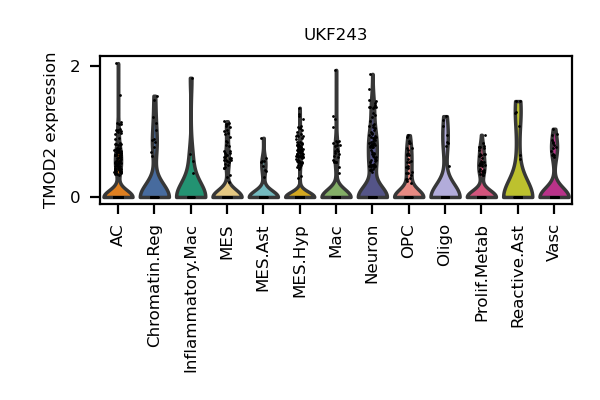 UKF243
TMOD2 expression
2
0
AC
Chromatin.Reg
Inflammatory.Mac
MES
MES.Ast
MES.Hyp
Mac
Neuron
OPC
Oligo
Prolif.Metab
Reactive.Ast
Vasc